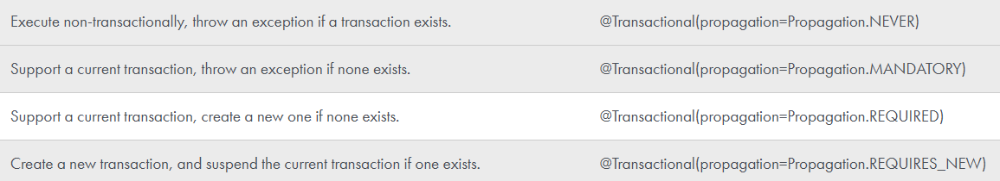 Execute non-transactionally, throw an exception if a transaction exists. @Transactional(propagation=Propagation.NEVER)
Support a current transaction, throw an exception if none exists. @Transactional(propagation=Propagation.MANDATORY)
Support a current transaction, create a new one if none exists. @Transactional(propagation=Propagation.REQUIRED)
Create a new transaction, and suspend the current transaction if one exists. @Transactional(propagation=Propagation.REQUIRES_NEW)